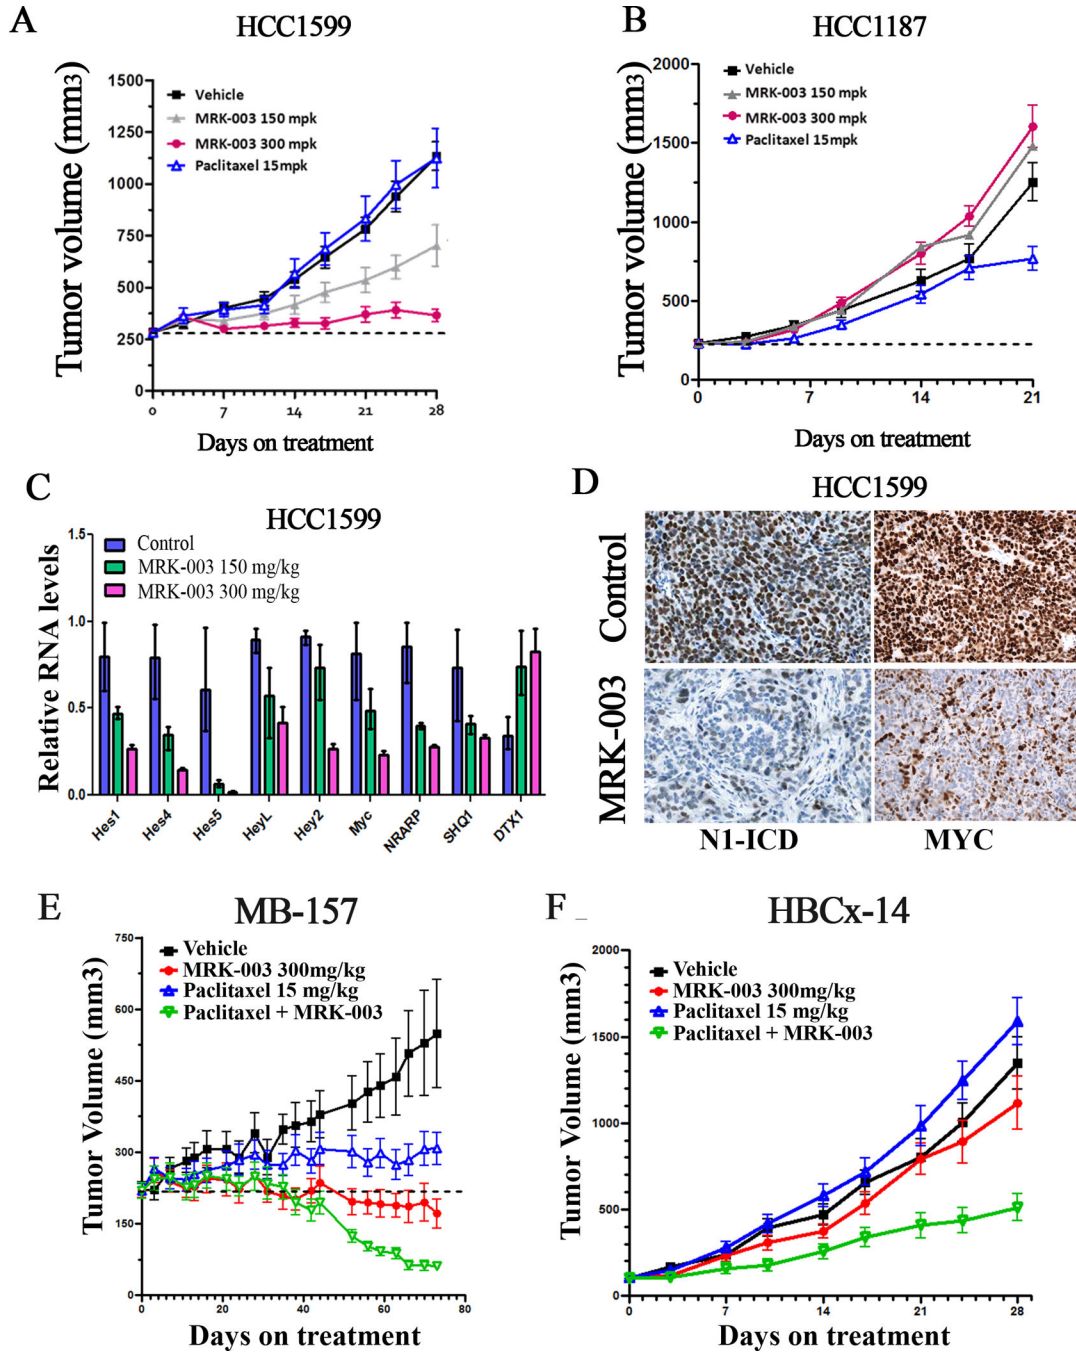 A
HCC1599
Tumor volume (mm3)
1500
1250
1000
750
500
250
0
Vehicle
MRK-003 150 mpk
MRK-003 300 mpk
Paclitaxel 15mpk
0 7 14 21 28
Days on treatment
B
HCC1187
Tumor volume (mm3)
2000
1500
1000
500
0
Vehicle
MRK-003 150 mpk
MRK-003 300 mpk
Paclitaxel 15mpk
0 7 14 21
Days on treatment
C
HCC1599
Relative RNA levels
1.5
1.0
0.5
0.0
Control
MRK-003 150 mg/kg
MRK-003 300 mg/kg
Hes1 Hes4 Hes5 HeyL Hey2 Myc NRARP SHQ1 DTX1
D
HCC1599
Control
MRK-003
N1-ICD MYC
E
MB-157
Tumor Volume (mm3)
750
600
450
300
150
0
Vehicle
MRK-003 300mg/kg
Paclitaxel 15 mg/kg
Paclitaxel + MRK-003
0 20 40 60 80
Days on treatment
F
HBCx-14
Tumor Volume (mm3)
2000
1500
1000
500
0
Vehicle
MRK-003 300mg/kg
Paclitaxel 15 mg/kg
Paclitaxel + MRK-003
0 7 14 21 28
Days on treatment